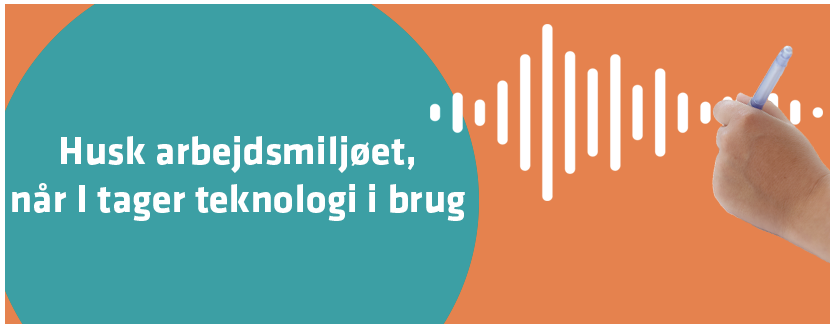 Husk arbejdsmiljøet,
når I tager teknologi i brug